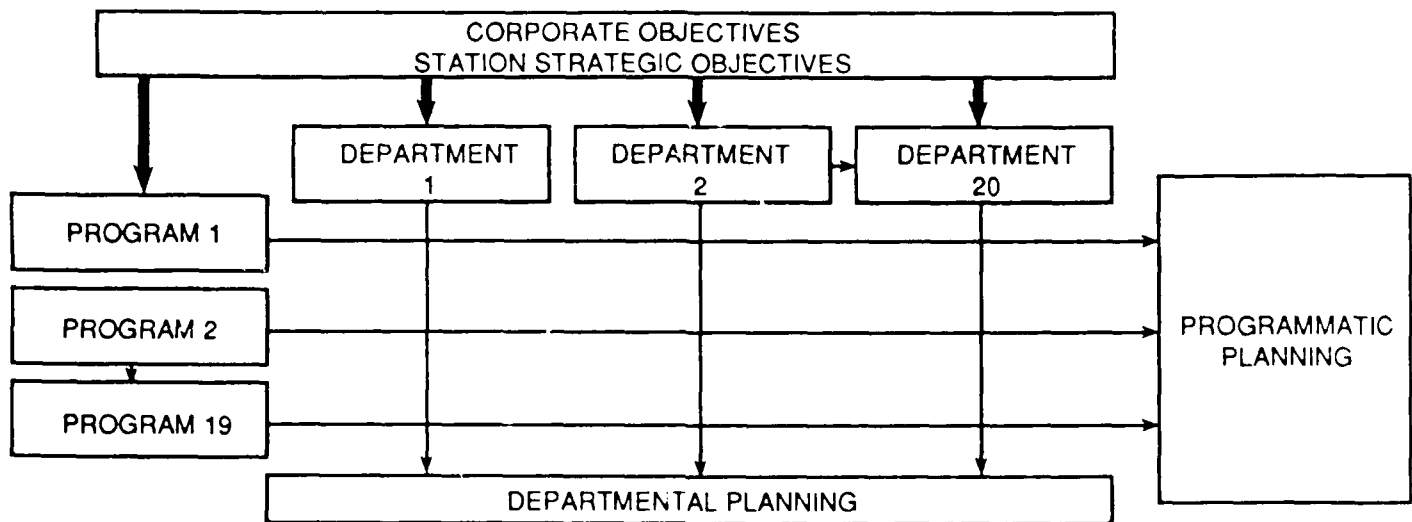 CORPORATE OBJECTIVES
STATION STRATEGIC OBJECTIVES
DEPARTMENT
1
DEPARTMENT
2
DEPARTMENT
20
PROGRAM 1
PROGRAM 2
PROGRAM 19
PROGRAMMATIC
PLANNING
DEPARTMENTAL PLANNING